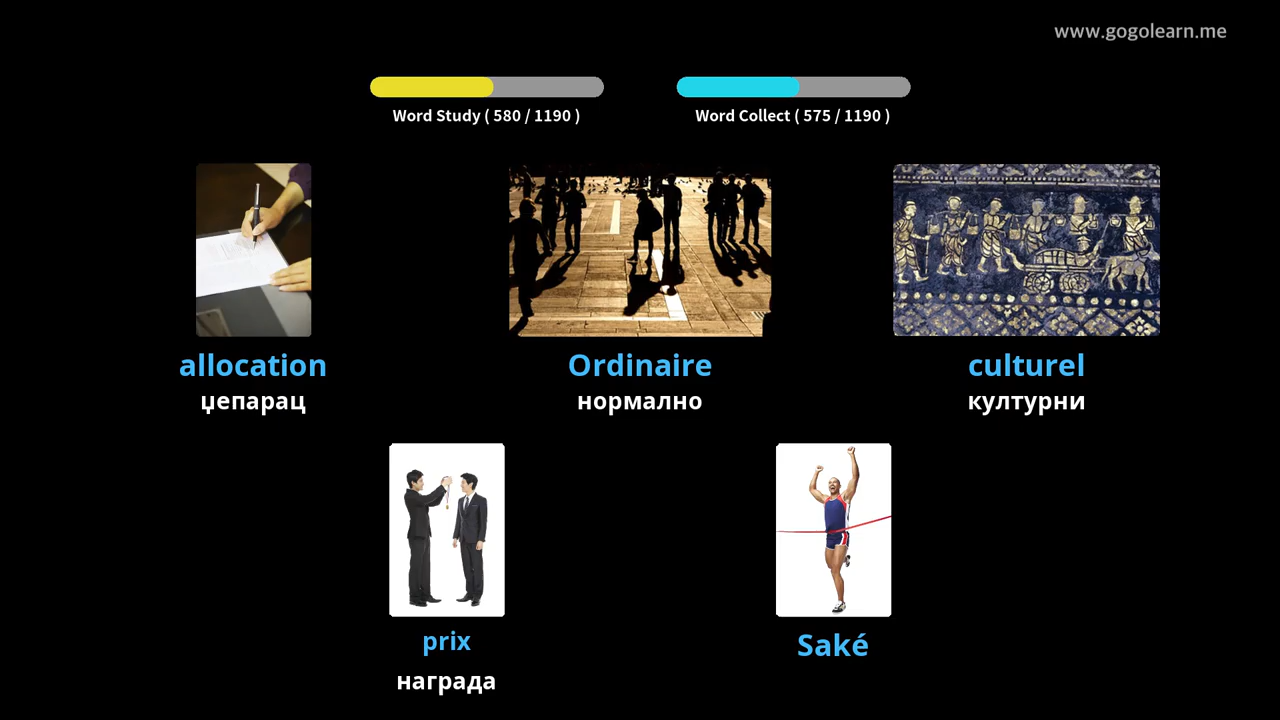 www.gogolearn.me
Word Study ( 580 / 1190 )
Word Collect ( 575 / 1190 )
allocation
џепарац
Ordinaire
нормално
culturel
културни
prix
награда
Saké